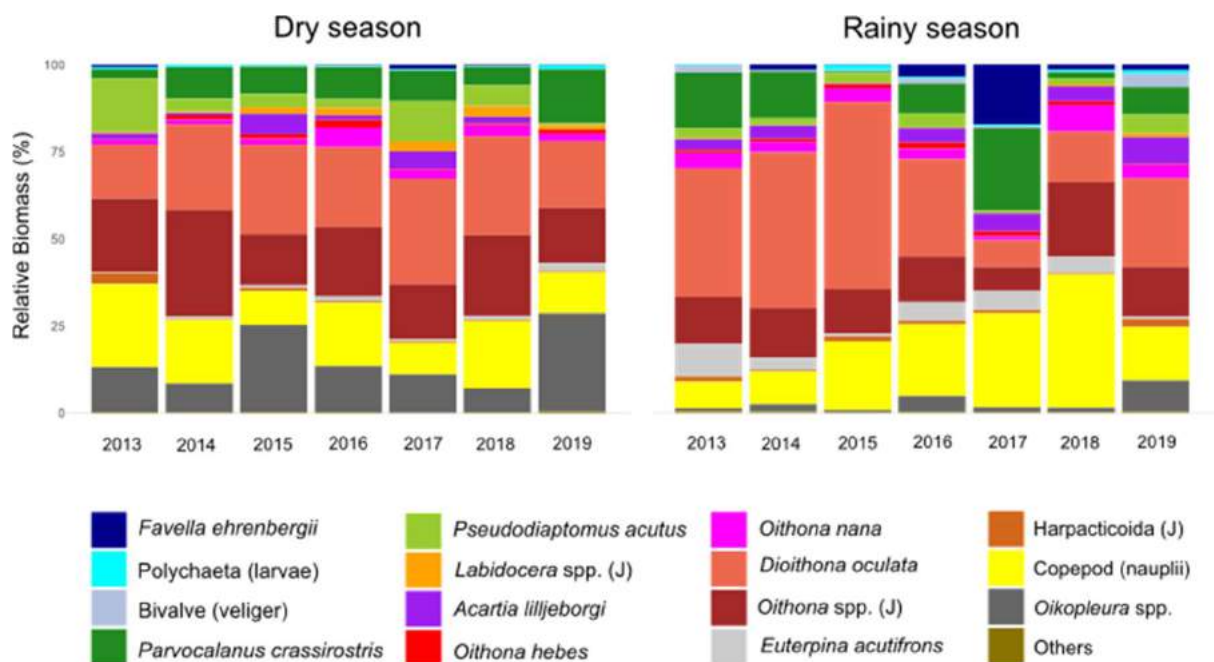 Dry season
Rainy season
Relative Biomass (%)
100
75
50
25
0
2013 2014 2015 2016 2017 2018 2019
2013 2014 2015 2016 2017 2018 2019
Favella ehrenbergii
Polychaeta (larvae)
Bivalve (veliger)
Parvocalanus crassirostris
Pseudodiaptomus acutus
Labidocera spp. (J)
Acartia lilljeborgi
Oithona hebes
Oithona nana
Dioithona oculata
Oithona spp. (J)
Euterpina acutifrons
Harpacticoida (J)
Copepod (nauplii)
Oikopleura spp.
Others